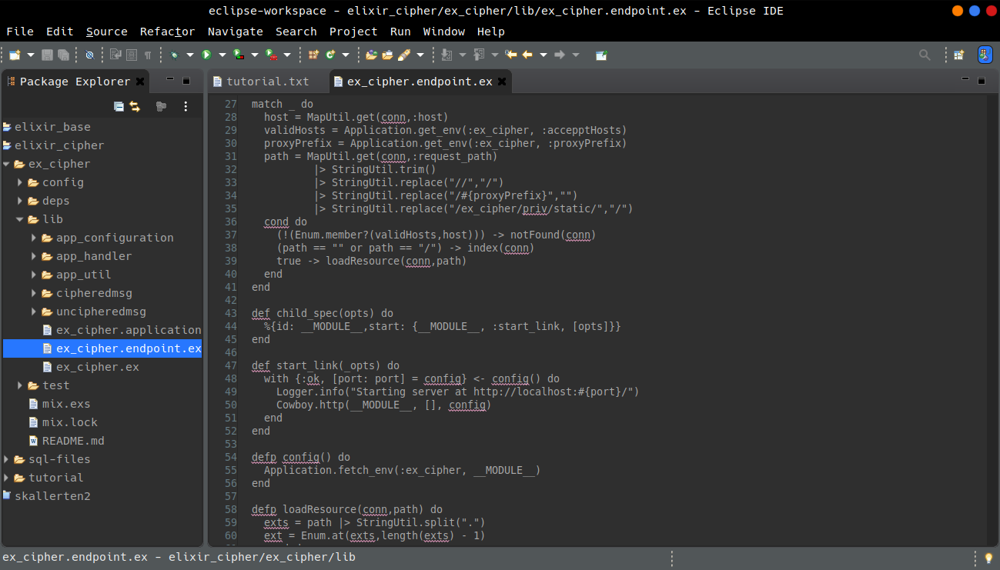 eclipse-workspace - elixir_cipher/ex_cipher/lib/ex_cipher.endpoint.ex - Eclipse IDE
File Edit Source Refactor Navigate Search Project Run Window Help
Package Explorer
elixir_base
elixir_cipher
ex_cipher
config
deps
lib
app_configuration
app_handler
app_util
cipheredmsg
uncipheredmsg
ex_cipher.application
ex_cipher.endpoint.ex
ex_cipher.ex
test
mix.exs
mix.lock
README.md
sql-files
tutorial
skallerten2
tutorial.txt ex_cipher.endpoint.ex
27 match _ do
28 host = MapUtil.get(conn,:host)
29 validHosts = Application.get_env(:ex_cipher, :accepptHosts)
30 proxyPrefix = Application.get_env(:ex_cipher, :proxyPrefix)
31 path = MapUtil.get(conn,:request_path)
32 |> StringUtil.trim()
33 |> StringUtil.replace("//","/")
34 |> StringUtil.replace("/#{proxyPrefix}","")
35 |> StringUtil.replace("/ex_cipher/priv/static/","/")
36 cond do
37 (!(Enum.member?(validHosts,host))) -> notFound(conn)
38 (path == "" or path == "/") -> index(conn)
39 true -> loadResource(conn,path)
40 end
41 end
42
43 def child_spec(opts) do
44 %{id: __MODULE__,start: {__MODULE__, :start_link, [opts]}}
45 end
46
47 def start_link(_opts) do
48 with {:ok, [port: port] = config} <- config() do
49 Logger.info("Starting server at http://localhost:#{port}/")
50 Cowboy.http(__MODULE__, [], config)
51 end
52 end
53
54 defp config() do
55 Application.fetch_env(:ex_cipher, __MODULE__)
56 end
57
58 defp loadResource(conn,path) do
59 exts = path |> StringUtil.split(".")
60 ext = Enum.at(exts,length(exts) - 1)
ex_cipher.endpoint.ex - elixir_cipher/ex_cipher/lib